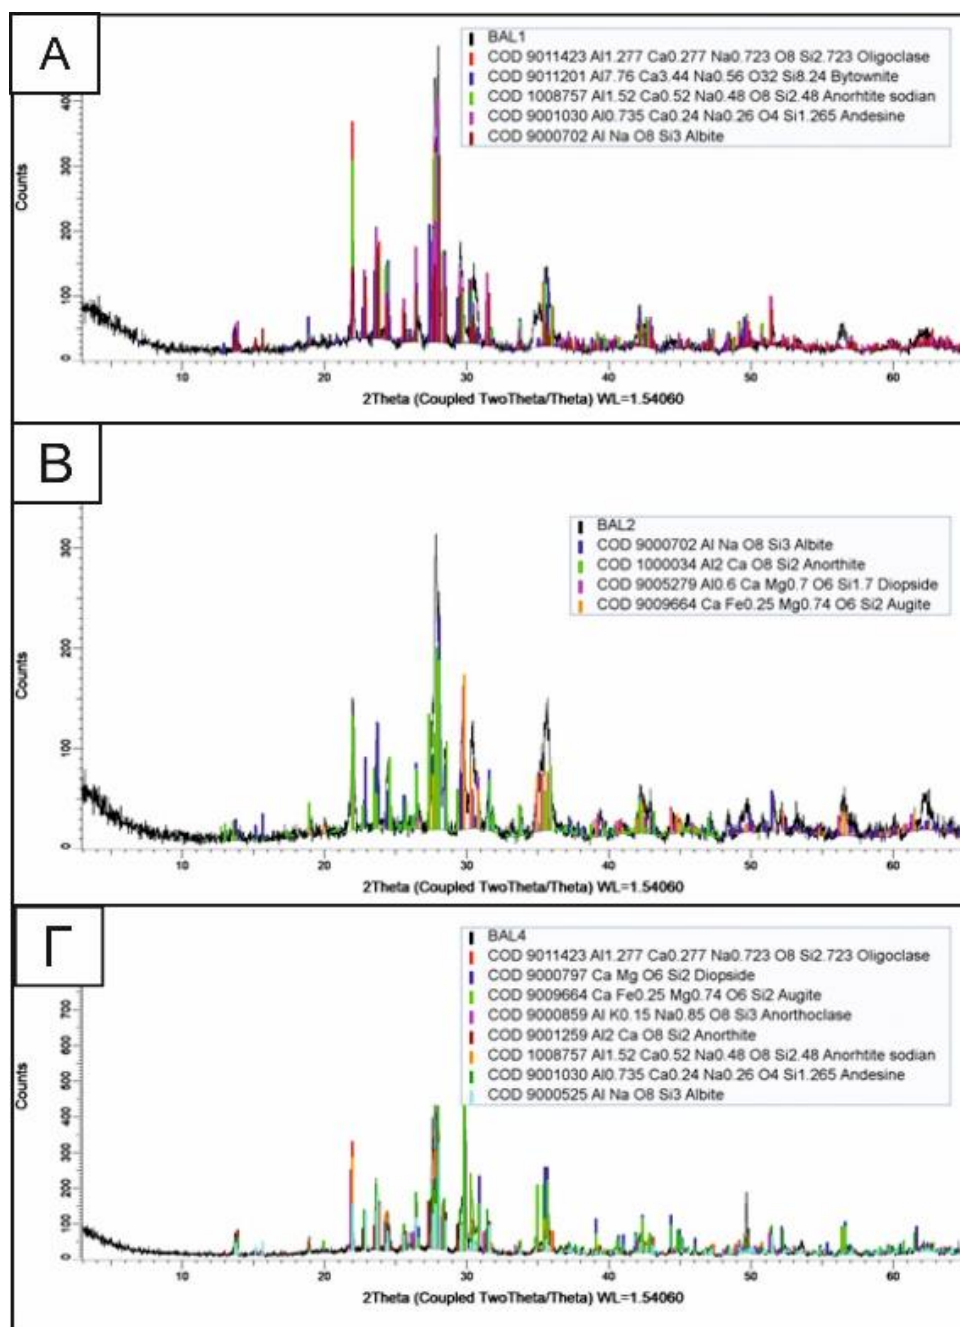 A
BAL1
COD 9011423 Al1.277 Ca0.277 Na0.723 O8 Si2.723 Oligoclase
COD 9011201 Al7.76 Ca3.44 Na0.56 O32 Si8.24 Bytownite
COD 1008757 Al1.52 Ca0.52 Na0.48 O8 Si2.48 Anorhtite sodian
COD 9001030 Al0.735 Ca0.24 Na0.26 O4 Si1.265 Andesine
COD 9000702 Al Na O8 Si3 Albite
Counts
400
300
200
100
0
10 20 30 40 50 60
2Theta (Coupled TwoTheta/Theta) WL=1.54060
B
BAL2
COD 9000702 Al Na O8 Si3 Albite
COD 1000034 Al2 Ca O8 Si2 Anorthite
COD 9005279 Al0.6 Ca Mg0.7 O6 Si1.7 Diopside
COD 9009664 Ca Fe0.25 Mg0.74 O6 Si2 Augite
Counts
300
200
100
0
10 20 30 40 50 60
2Theta (Coupled TwoTheta/Theta) WL=1.54060
Γ
BAL4
COD 9011423 Al1.277 Ca0.277 Na0.723 O8 Si2.723 Oligoclase
COD 9000797 Ca Mg O6 Si2 Diopside
COD 9009664 Ca Fe0.25 Mg0.74 O6 Si2 Augite
COD 9000859 Al K0.15 Na0.85 O8 Si3 Anorthoclase
COD 9001259 Al2 Ca O8 Si2 Anorthite
COD 1008757 Al1.52 Ca0.52 Na0.48 O8 Si2.48 Anorhtite sodian
COD 9001030 Al0.735 Ca0.24 Na0.26 O4 Si1.265 Andesine
COD 9000525 Al Na O8 Si3 Albite
Counts
700
600
500
400
300
200
100
0
10 20 30 40 50 60
2Theta (Coupled TwoTheta/Theta) WL=1.54060